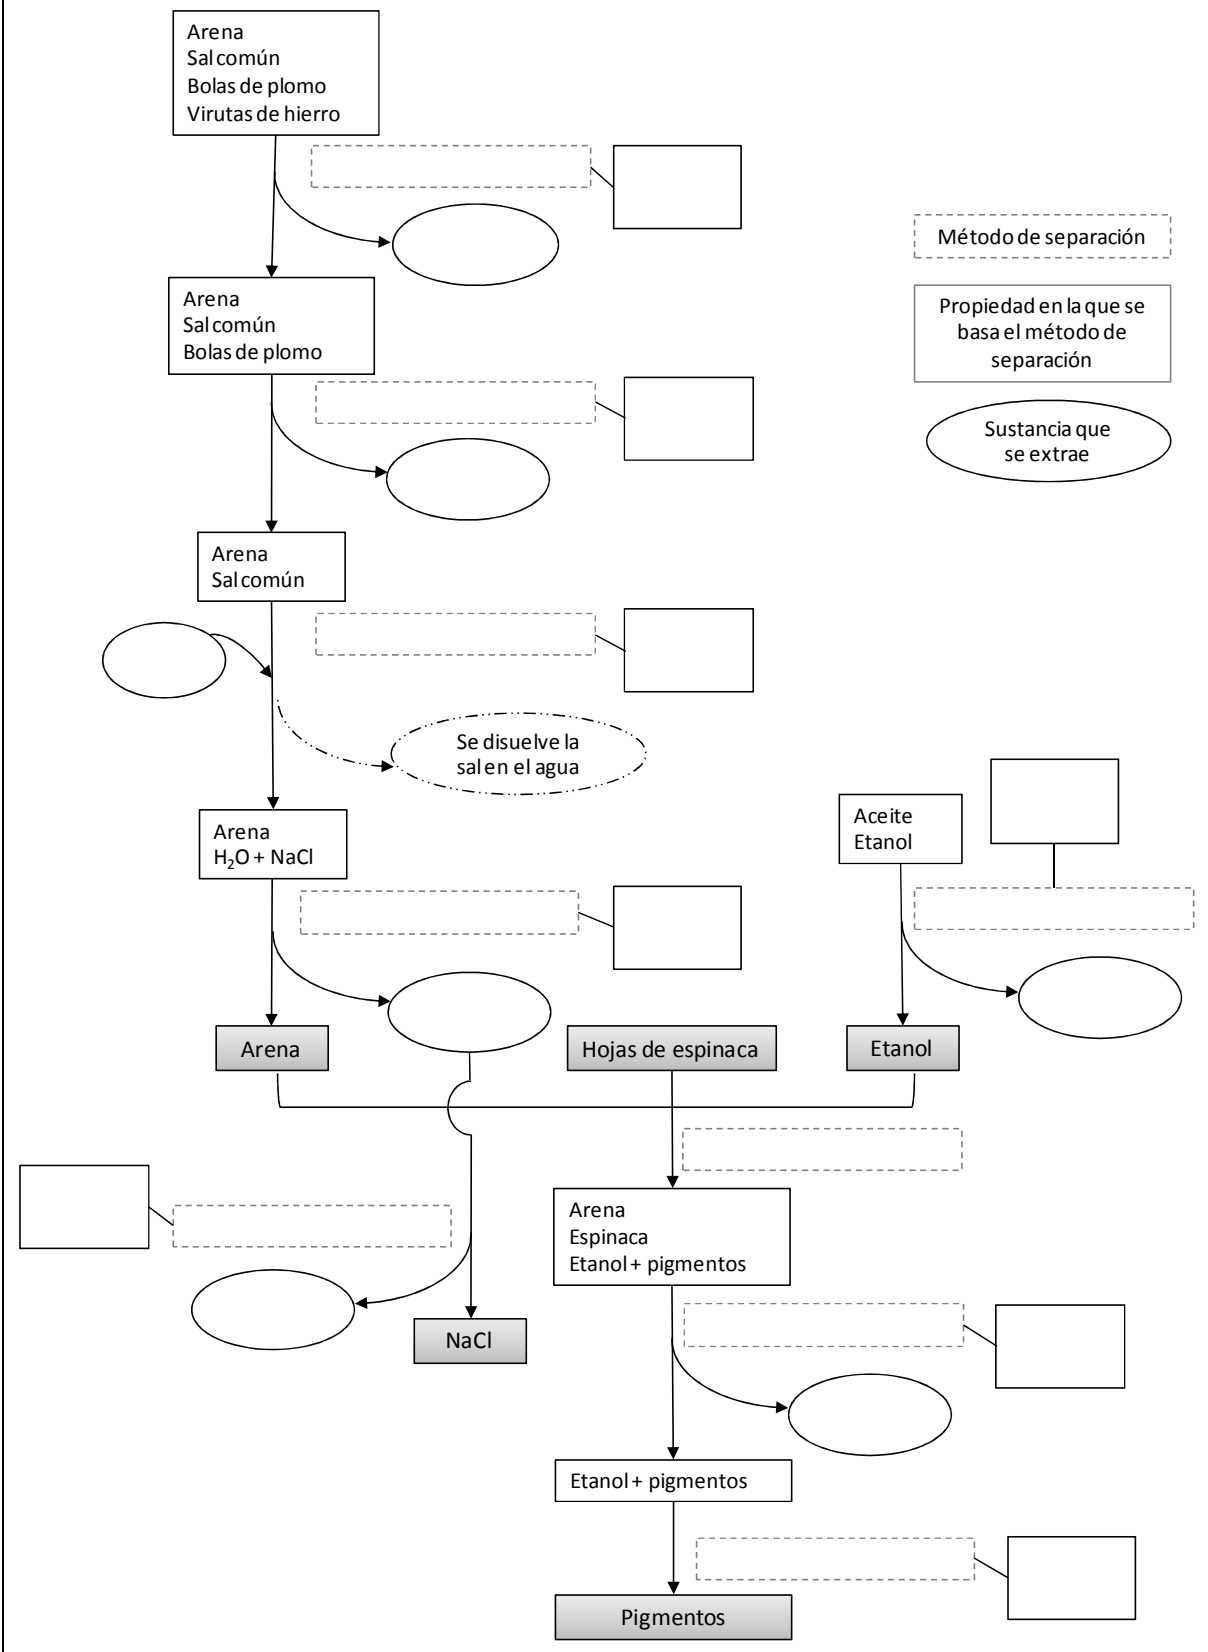 Arena
Sal común
Bolas de plomo
Virutas de hierro
Método de separación
Propiedad en la que se
basa el método de
separación
Sustancia que
se extrae
Arena
Sal común
Bolas de plomo
Arena
Sal común
Se disuelve la
sal en el agua
Arena
H₂O + NaCl
Aceite
Etanol
Arena
Hojas de espinaca
Etanol
Arena
Espinaca
Etanol + pigmentos
NaCl
Etanol + pigmentos
Pigmentos